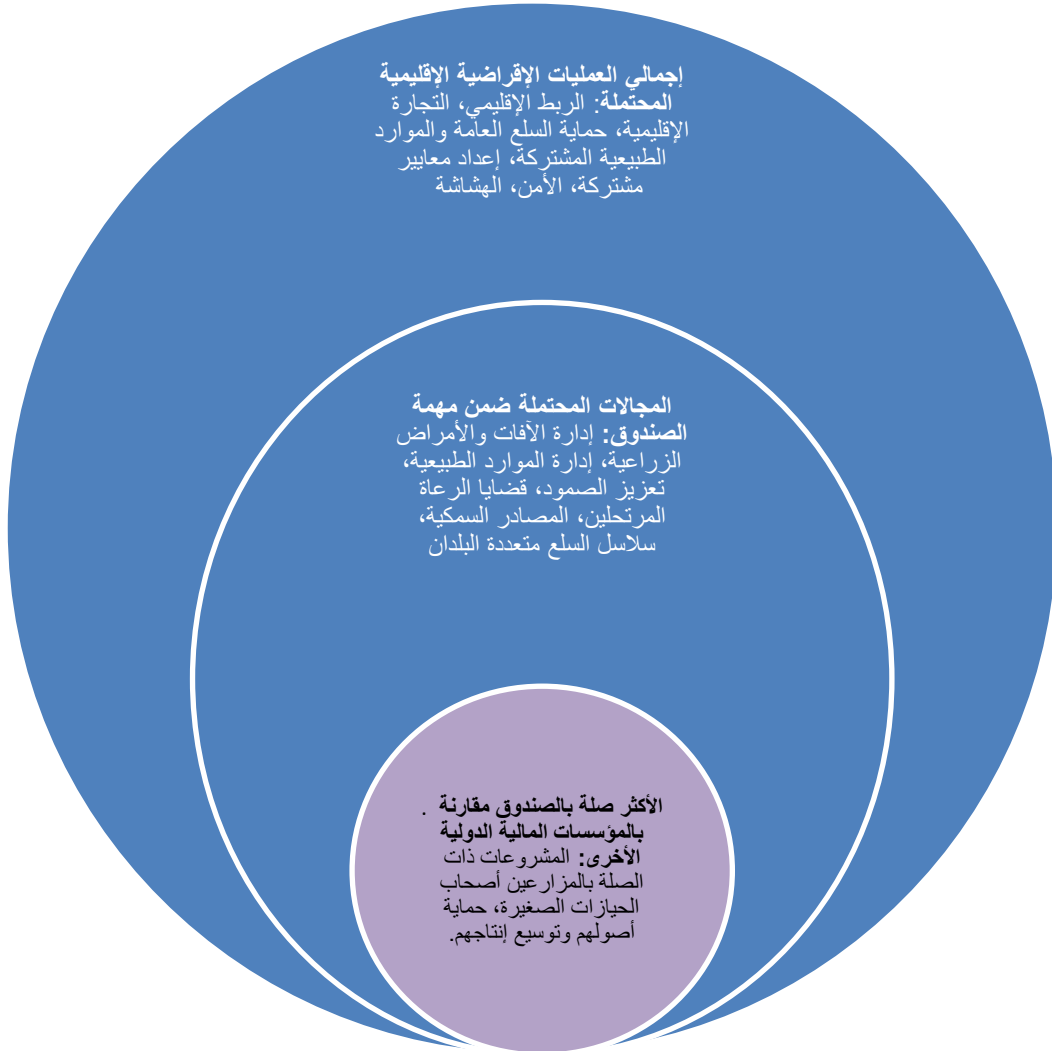 إجمالي العمليات الإقراضية الإقليمية
المحتملة: الربط الإقليمي، التجارة
الإقليمية، حماية السلع العامة والموارد
الطبيعية المشتركة، إعداد معايير
مشتركة، الأمن، الهشاشة
المجالات المحتملة ضمن مهمة
الصندوق: إدارة الآفات والأمراض
الزراعية، إدارة الموارد الطبيعية،
تعزيز الصمود، قضايا الرعاة
المرتحلين، المصادر السمكية،
سلاسل السلع متعددة البلدان
الأكثر صلة بالصندوق مقارنة .
بالمؤسسات المالية الدولية
الأخرى: المشروعات ذات
الصلة بالمزارعين أصحاب
الحيازات الصغيرة، حماية
أصولهم وتوسيع إنتاجهم.